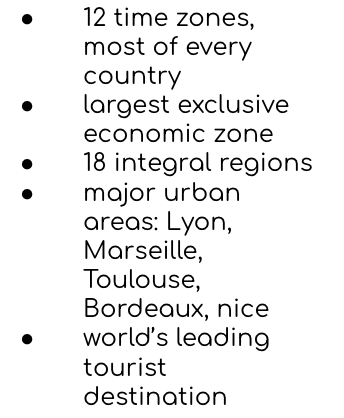 ● 12 time zones,
most of every
country
● largest exclusive
economic zone
● 18 integral regions
● major urban
areas: Lyon,
Marseille,
Toulouse,
Bordeaux, nice
● world's leading
tourist
destination